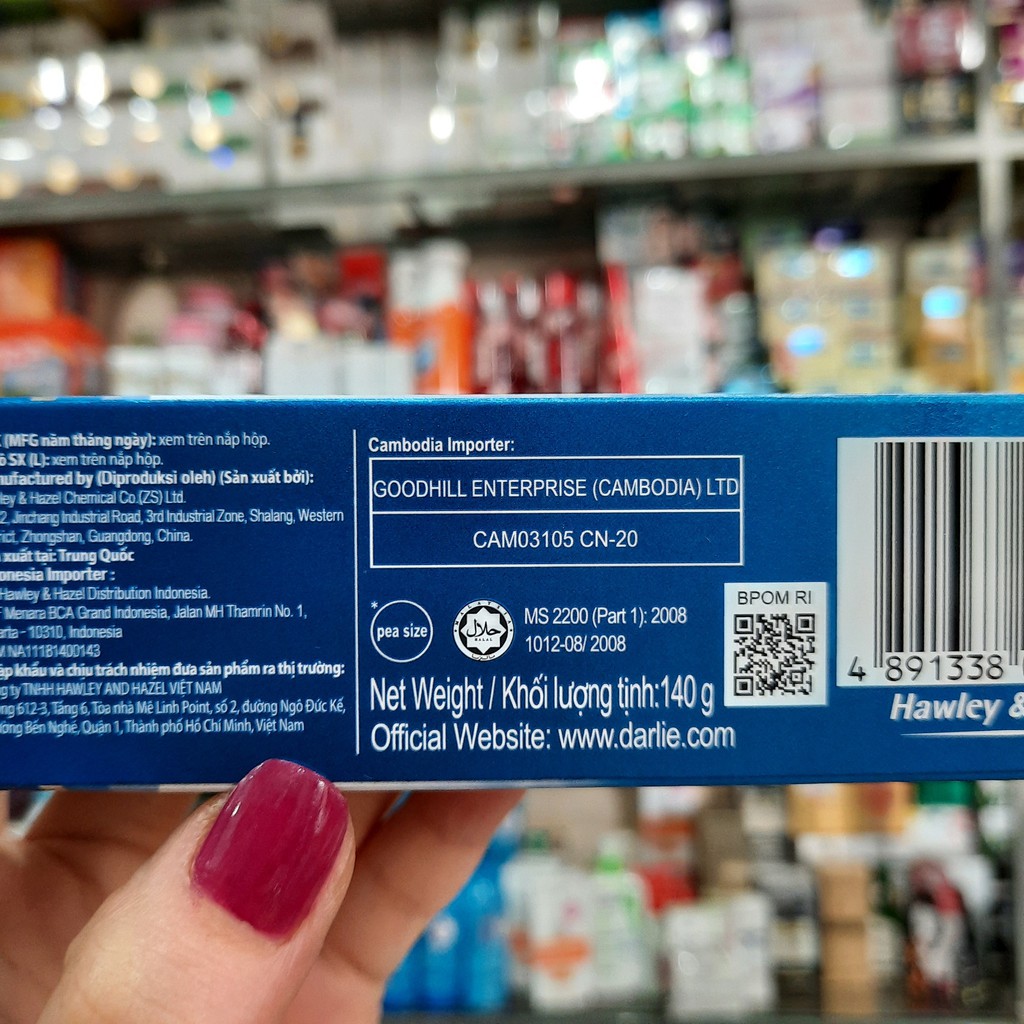 (MFG năm tháng ngày): xem trên nắp hộp.
SX (L): xem trên nắp hộp.
nufactured by (Diproduksi oleh) (Sản xuất bởi):
ley & Hazel Chemical Co.(ZS) Ltd.
2, Jinchang Industrial Road, 3rd Industrial Zone, Shalang, Western
rict, Zhongshan, Guangdong, China.
xuất tại: Trung Quốc
onesia Importer :
Hawley & Hazel Distribution Indonesia.
Menara BCA Grand Indonesia, Jalan MH Thamrin No. 1,
arta - 10310, Indonesia
M NA11181400143
ập khẩu và chịu trách nhiệm đưa sản phẩm ra thị trường:
ng ty TNHH HAWLEY AND HAZEL VIỆT NAM
ng 612-3, Tầng 6, Tòa nhà Mê Linh Point, số 2, đường Ngô Đức Kế,
ường Bến Nghé, Quận 1, Thành phố Hồ Chí Minh, Việt Nam
Cambodia Importer:
GOODHILL ENTERPRISE (CAMBODIA) LTD
CAM03105 CN-20
*
pea size
حلال
HALAL
MS 2200 (Part 1): 2008
1012-08/ 2008
Net Weight / Khối lượng tịnh:140 g
Official Website: www.darlie.com
BPOM RI
4 891338
Hawley &